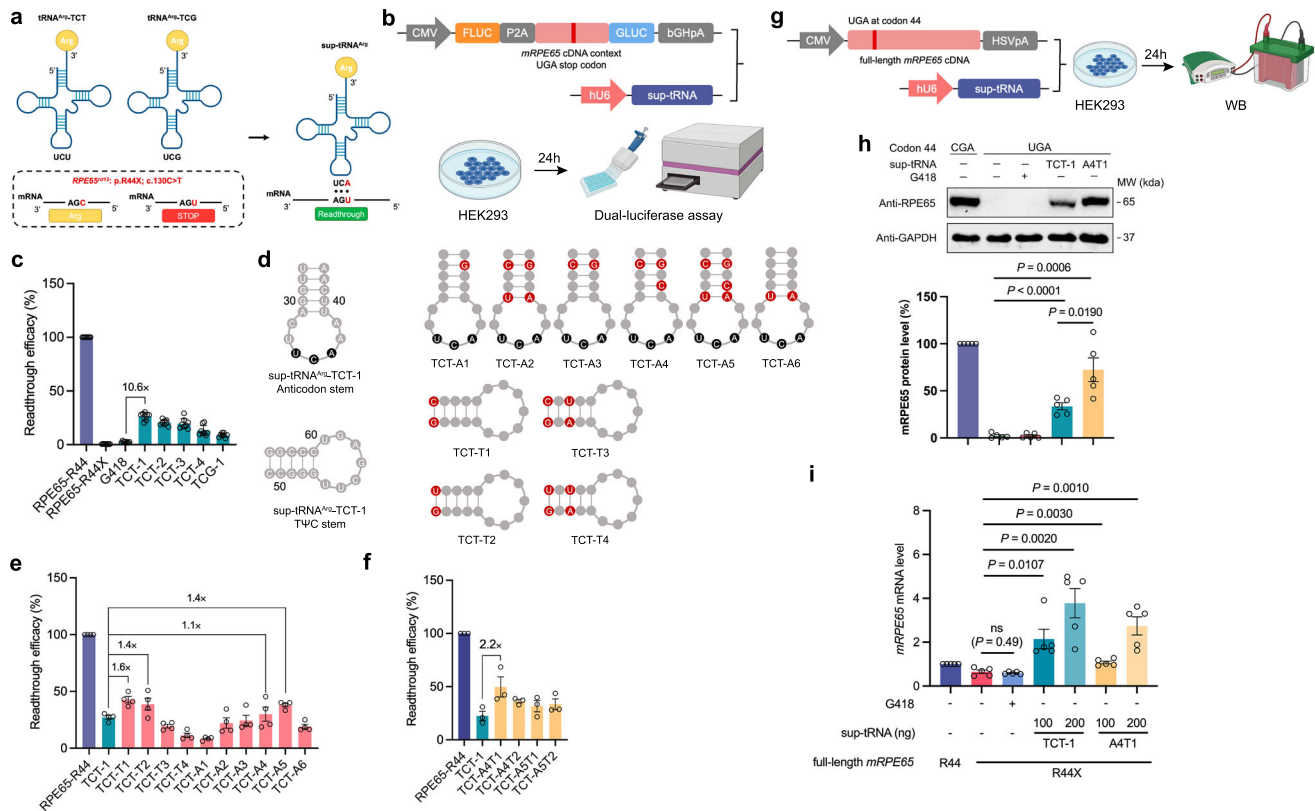 a
tRNAArg-TCT
tRNAArg-TCG
Arg
Arg
sup-tRNAArg
5'
3'
5'
3'
Arg
5'
3'
UCU
UCG
RPE65rd12: p.R44X; c.130C>T
mRNA
AGC
3'
5'
Arg
mRNA
AGU
3'
5'
STOP
UCA
mRNA
AGU
3'
5'
Readthrough
b
CMV
FLUC
P2A
GLUC
bGHpA
mRPE65 cDNA context
UGA stop codon
hU6
sup-tRNA
24h
HEK293
Dual-luciferase assay
g
UGA at codon 44
CMV
HSVpA
full-length mRPE65 cDNA
hU6
sup-tRNA
HEK293
24h
WB
h
Codon 44
CGA
UGA
sup-tRNA
–
–
–
TCT-1
A4T1
G418
–
–
+
–
–
MW (kda)
Anti-RPE65
- 65
Anti-GAPDH
- 37
P = 0.0006
P < 0.0001
P = 0.0190
mRPE65 protein level (%)
150
100
50
0
c
Readthrough efficacy (%)
150
100
50
0
10.6×
RPE65-R44
RPE65-R44X
G418
TCT-1
TCT-2
TCT-3
TCT-4
TCG-1
d
30
40
U C A
sup-tRNAArg-TCT-1
Anticodon stem
60
50
sup-tRNAArg-TCT-1
TΨC stem
G
U C A
TCT-A1
C G
U A
U C A
TCT-A2
C G
U C A
TCT-A3
C G
C
U C A
TCT-A4
C G
C
U A
U C A
TCT-A5
U A
U C A
TCT-A6
C
G
TCT-T1
C U
G A
TCT-T3
U
G
TCT-T2
U U
G A
TCT-T4
e
Readthrough efficacy (%)
150
100
50
0
1.4×
1.1×
1.4×
1.6×
RPE65-R44
TCT-1
TCT-T1
TCT-T2
TCT-T3
TCT-T4
TCT-A1
TCT-A2
TCT-A3
TCT-A4
TCT-A5
TCT-A6
f
Readthrough efficacy (%)
150
100
50
0
2.2×
RPE65-R44
TCT-1
TCT-A4T1
TCT-A4T2
TCT-A5T1
TCT-A5T2
i
mRPE65 mRNA level
8
6
4
2
0
P = 0.0010
P = 0.0030
P = 0.0020
P = 0.0107
ns
(P = 0.49)
G418
-
-
+
-
-
-
-
sup-tRNA (ng)
-
-
-
100
200
100
200
TCT-1
A4T1
full-length mRPE65
R44
R44X